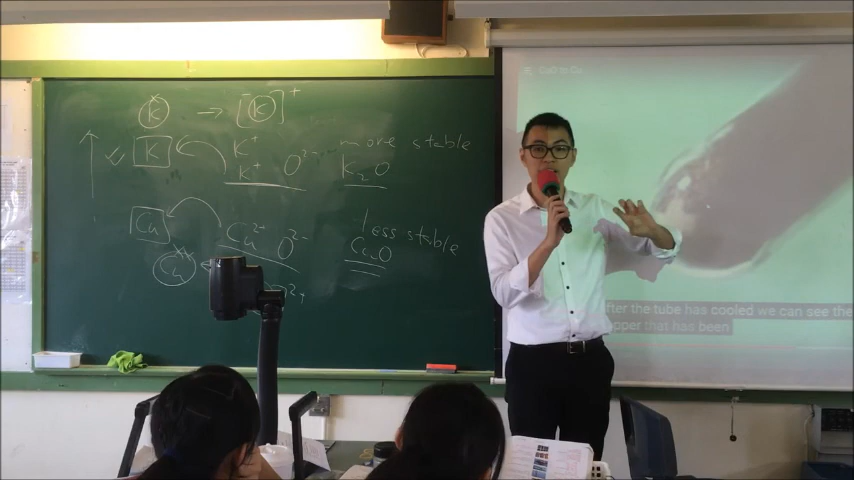 K → [K]⁺
K K⁺ more stable
K⁺ O²⁻ K₂O
Cu Cu²⁺ O²⁻ less stable
Cu CuO
fter the tube has cooled we can see the
pper that has been